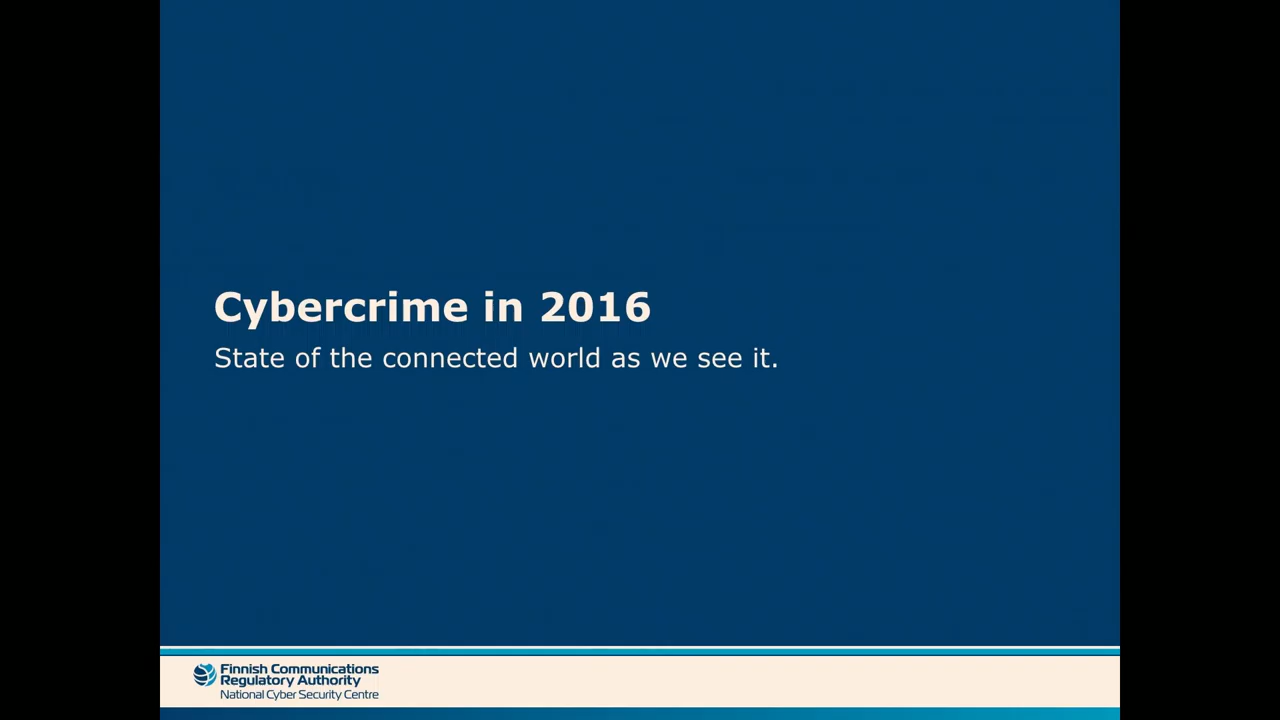 Cybercrime in 2016
State of the connected world as we see it.
Finnish Communications
Regulatory Authority
National Cyber Security Centre